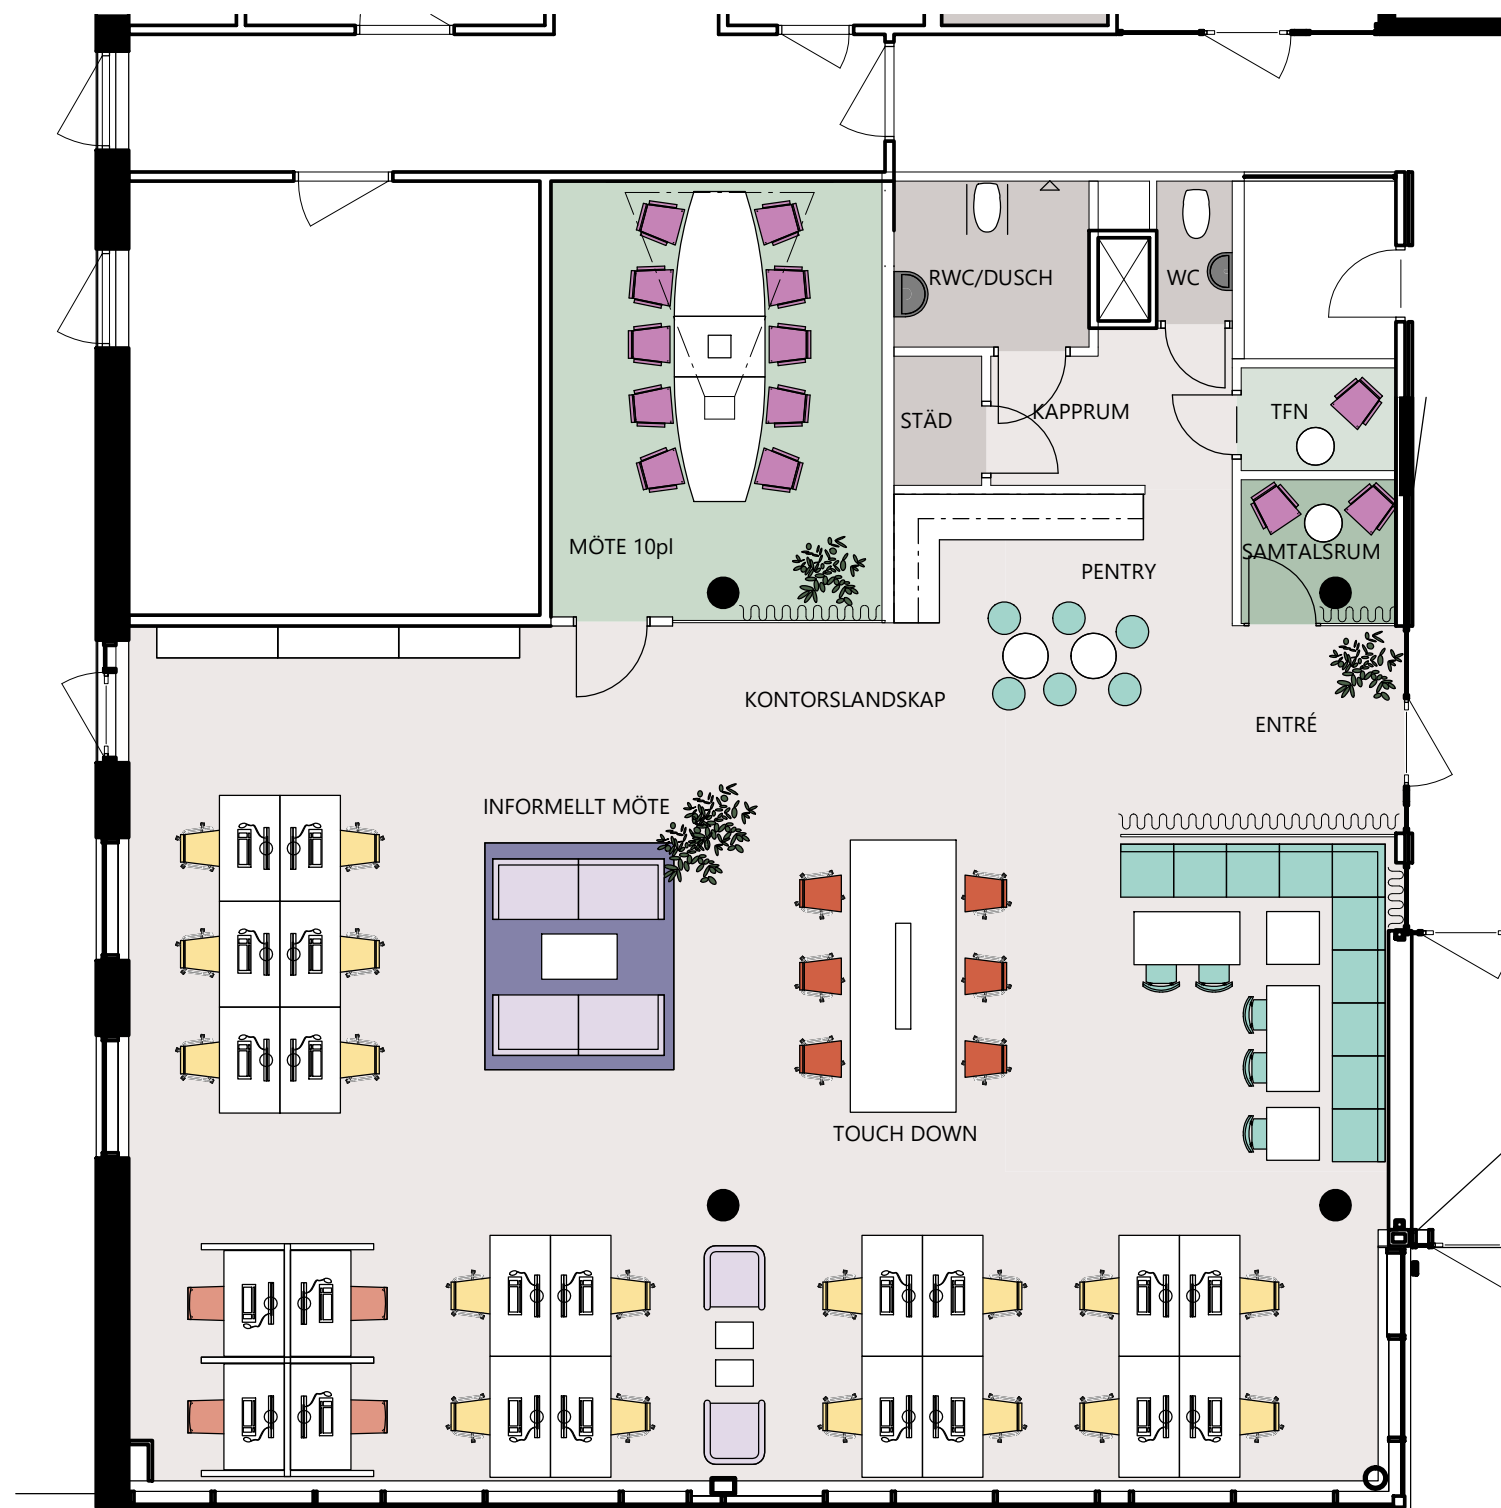 RWC/DUSCH
WC
STÄD
KAPPRUM
TFN
MÖTE 10pl
SAMTALSRUM
PENTRY
KONTORSLANDSKAP
ENTRÉ
INFORMELLT MÖTE
TOUCH DOWN